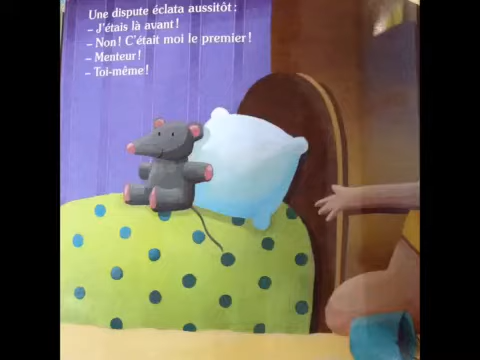 Une dispute éclata aussitôt :
– J'étais là avant !
– Non ! C'était moi le premier !
– Menteur !
– Toi-même !